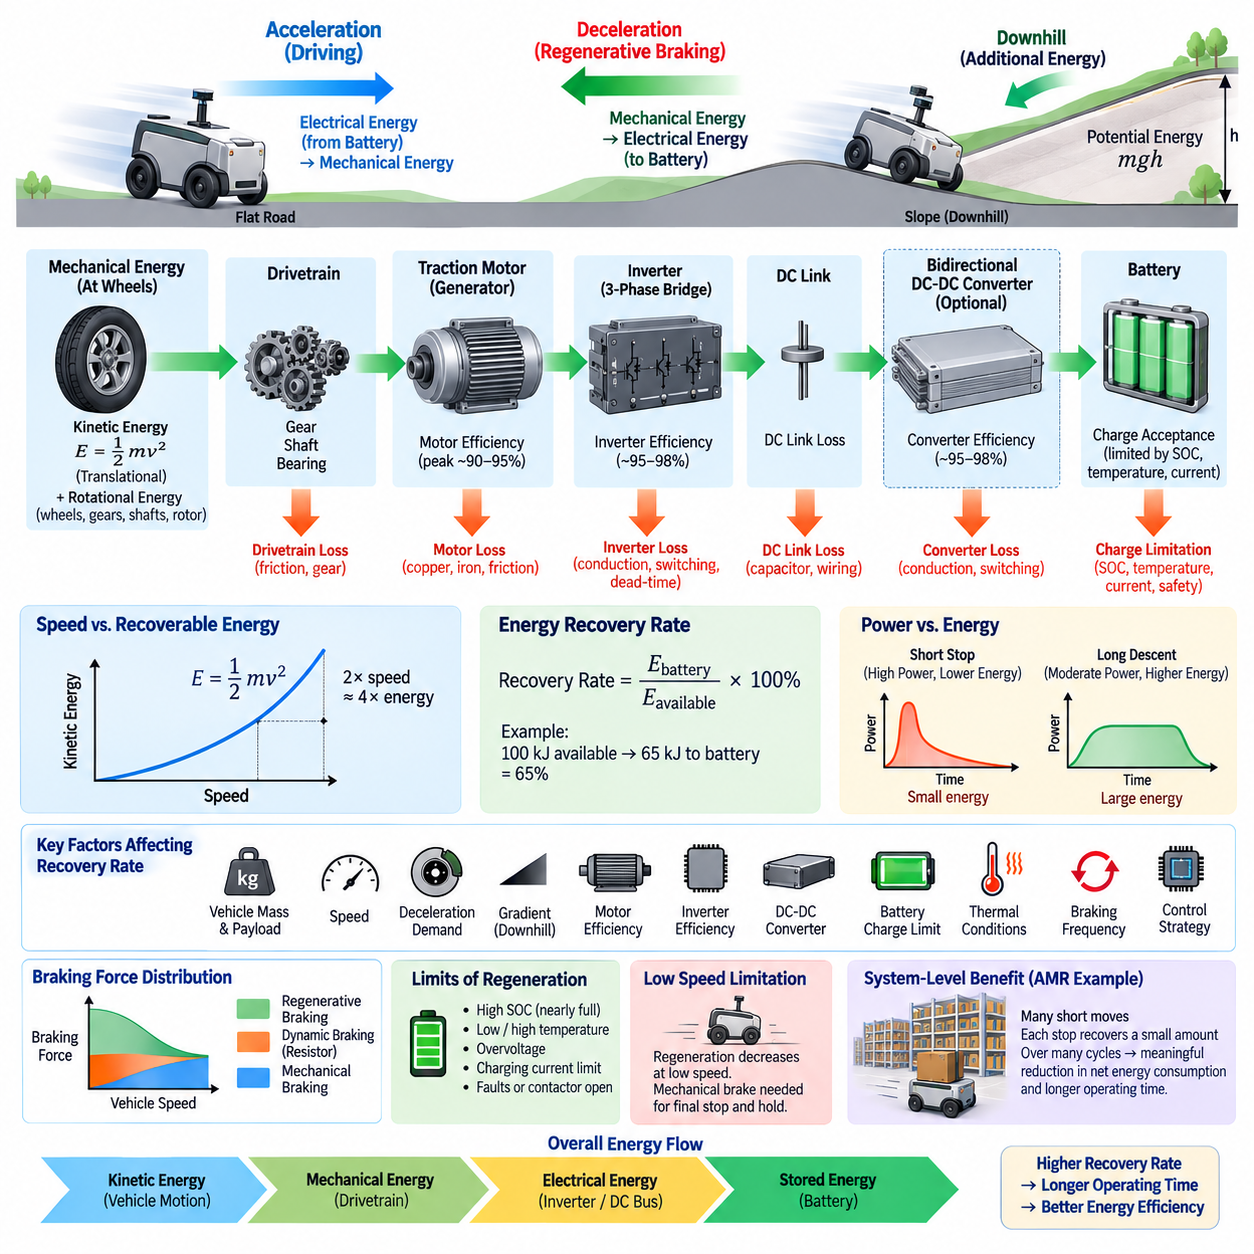 Acceleration
(Driving)
Electrical Energy
(from Battery)
→ Mechanical Energy
Deceleration
(Regenerative Braking)
Mechanical Energy
→ Electrical Energy
(to Battery)
Downhill
(Additional Energy)
Potential Energy
mgh
h
Flat Road
Slope (Downhill)
Mechanical Energy
(At Wheels)
Kinetic Energy
E = 1/2 mv²
(Translational)
+ Rotational Energy
(wheels, gears, shafts, rotor)
Drivetrain
Gear
Shaft
Bearing
Drivetrain Loss
(friction, gear)
Traction Motor
(Generator)
Motor Efficiency
(peak ~90–95%)
Motor Loss
(copper, iron, friction)
Inverter
(3-Phase Bridge)
Inverter Efficiency
(~95–98%)
Inverter Loss
(conduction, switching,
dead-time)
DC Link
DC Link Loss
DC Link Loss
(capacitor, wiring)
Bidirectional
DC-DC Converter
(Optional)
Converter Efficiency
(~95–98%)
Converter Loss
(conduction, switching)
Battery
Charge Acceptance
(limited by SOC,
temperature, current)
Charge Limitation
(SOC, temperature,
current, safety)
Speed vs. Recoverable Energy
Kinetic Energy
E = 1/2 mv²
2× speed
≈ 4× energy
Speed
Energy Recovery Rate
Recovery Rate = E battery / E available × 100%
Example:
100 kJ available → 65 kJ to battery
= 65%
Power vs. Energy
Short Stop
(High Power, Lower Energy)
Power
Time
Small energy
Long Descent
(Moderate Power, Higher Energy)
Power
Time
Large energy
Key Factors Affecting
Recovery Rate
kg
Vehicle Mass
& Payload
Speed
Deceleration
Demand
Gradient
(Downhill)
Motor
Efficiency
Inverter
Efficiency
DC-DC
Converter
Battery
Charge Limit
Thermal
Conditions
Braking
Frequency
Control
Strategy
Braking Force Distribution
Braking
Force
Vehicle Speed
Regenerative
Braking
Dynamic Braking
(Resistor)
Mechanical
Braking
Limits of Regeneration
• High SOC (nearly full)
• Low / high temperature
• Overvoltage
• Charging current limit
• Faults or contactor open
Low Speed Limitation
Regeneration decreases
at low speed.
Mechanical brake needed
for final stop and hold.
System-Level Benefit (AMR Example)
Many short moves
Each stop recovers a small amount
Over many cycles → meaningful
reduction in net energy consumption
and longer operating time.
Overall Energy Flow
Kinetic Energy
(Vehicle Motion)
Mechanical Energy
(Drivetrain)
Electrical Energy
(Inverter / DC Bus)
Stored Energy
(Battery)
Higher Recovery Rate
→ Longer Operating Time
→ Better Energy Efficiency